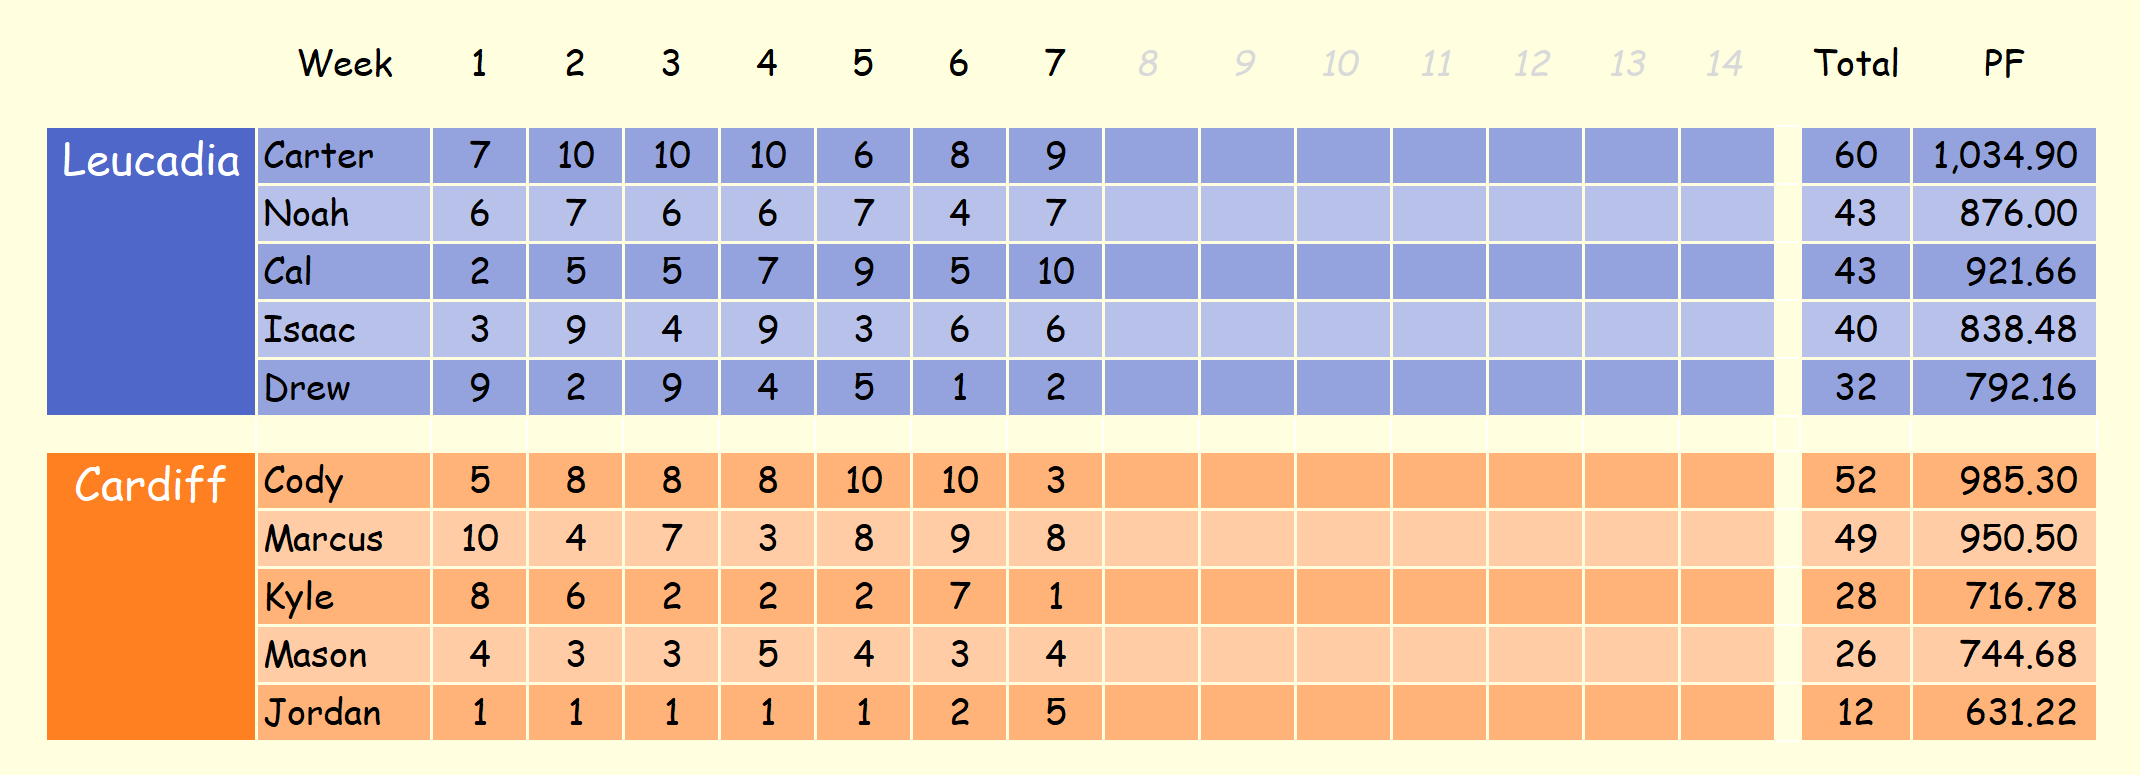 Week 1 2 3 4 5 6 7 8 9 10 11 12 13 14 Total PF
Leucadia Carter 7 10 10 10 6 8 9 60 1,034.90
Noah 6 7 6 6 7 4 7 43 876.00
Cal 2 5 5 7 9 5 10 43 921.66
Isaac 3 9 4 9 3 6 6 40 838.48
Drew 9 2 9 4 5 1 2 32 792.16
Cardiff Cody 5 8 8 8 10 10 3 52 985.30
Marcus 10 4 7 3 8 9 8 49 950.50
Kyle 8 6 2 2 2 7 1 28 716.78
Mason 4 3 3 5 4 3 4 26 744.68
Jordan 1 1 1 1 1 2 5 12 631.22